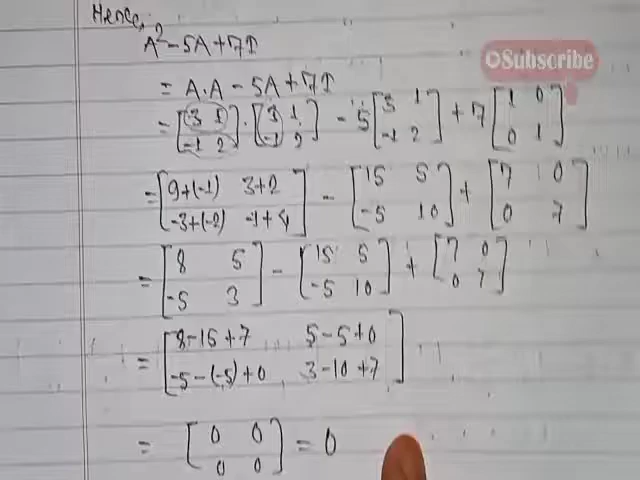 Hence,
Subscribe
A² - 5A + 7I
= A.A - 5A + 7I
= [3 1 -1 2] . [3 1 -1 2] - 5 [3 1 -1 2] + 7 [1 0 0 1]
= [9+(-1) 3+2 -3+(-2) -1+4] - [15 5 -5 10] + [7 0 0 7]
= [8 5 -5 3] - [15 5 -5 10] + [7 0 0 7]
= [8-15+7 5-5+0 -5-(-5)+0 3-10+7]
= [0 0 0 0] = 0